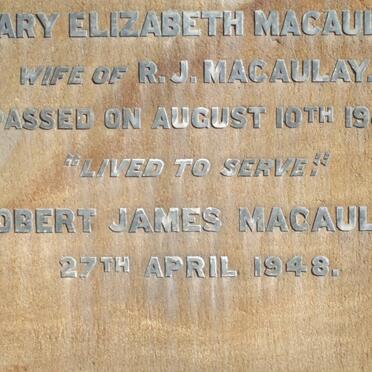 ARY ELIZABETH MACAUL
WIFE OF R. J. MACAULAY.
PASSED ON AUGUST 10TH 19
"LIVED TO SERVE."
OBERT JAMES MACAUL
27TH APRIL 1948.